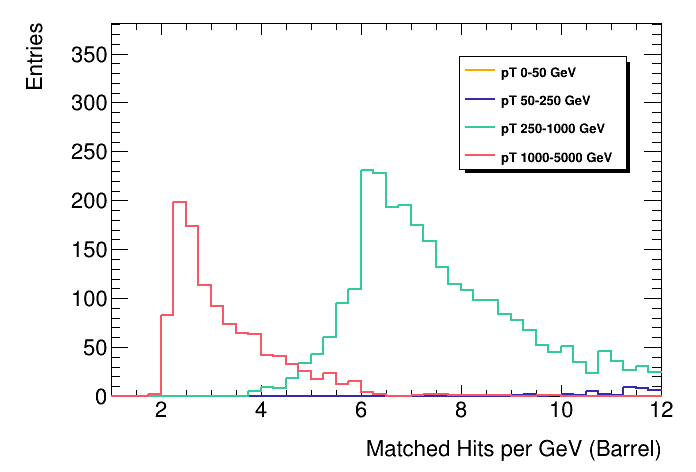 Entries
350
300
250
200
150
100
50
0
pT 0-50 GeV
pT 50-250 GeV
pT 250-1000 GeV
pT 1000-5000 GeV
2 4 6 8 10 12
Matched Hits per GeV (Barrel)